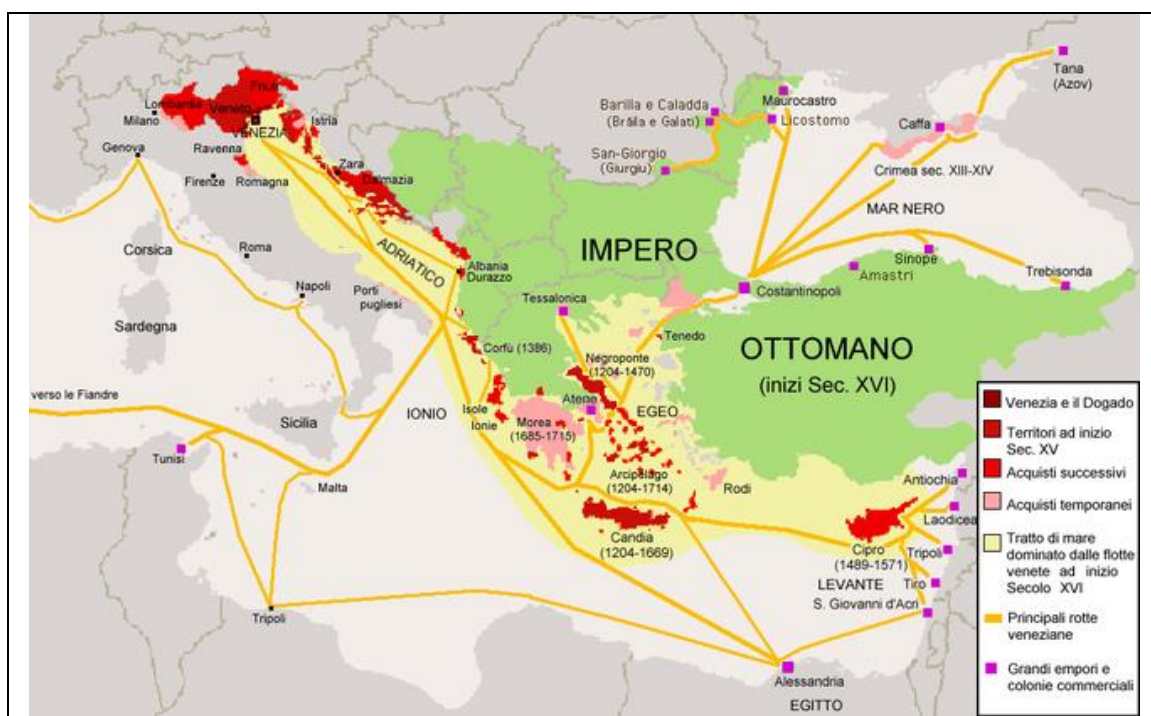 Tana
(Azov)
Maurocastro
Barilla e Caladda
(Brăila e Galati)
Licostomo
Caffa
San-Giorgio
(Giurgiu)
Crimea sec. XIII-XIV
MAR NERO
Friuli
Lombardia
Veneto
Milano
VENEZIA
Istria
Genova
Ravenna
Zara
Firenze
Romagna
Dalmazia
Corsica
Roma
ADRIATICO
IMPERO
Sinope
Amastri
Trebisonda
Albania
Durazzo
Costantinopoli
Napoli
Porti
pugliesi
Tessalonica
Sardegna
Tenedo
OTTOMANO
(inizi Sec. XVI)
Corfù (1386)
Negroponte
(1204-1470)
verso le Fiandre
Sicilia
IONIO
Isole
Ionie
Atene
EGEO
Morea
(1685-1715)
Tunisi
Malta
Arcipelago
(1204-1714)
Rodi
Antiochia
Laodicea
Candia
(1204-1669)
Cipro
(1489-1571)
Tripoli
LEVANTE
Tiro
S. Giovanni d'Acri
Tripoli
Alessandria
EGITTO
Venezia e il Dogado
Territori ad inizio
Sec. XV
Acquisti successivi
Acquisti temporanei
Tratto di mare
dominato dalle flotte
venete ad inizio
Secolo XVI
Principali rotte
veneziane
Grandi empori e
colonie commerciali